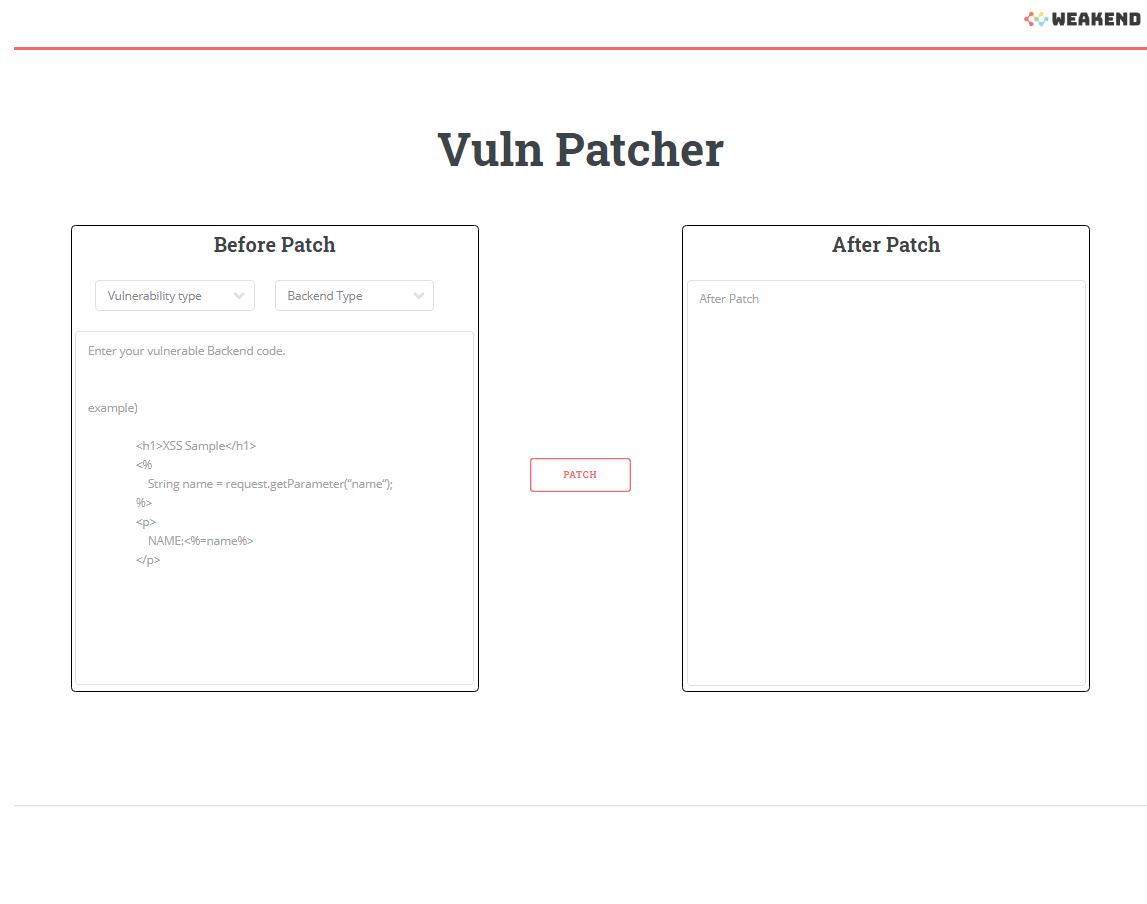 WEAKEND
Vuln Patcher
Before Patch
Vulnerability type
Backend Type
Enter your vulnerable Backend code.
example)
<h1>XSS Sample</h1>
<%
String name = request.getParameter("name");
%>
<p>
NAME:<%=name%>
</p>
PATCH
After Patch
After Patch